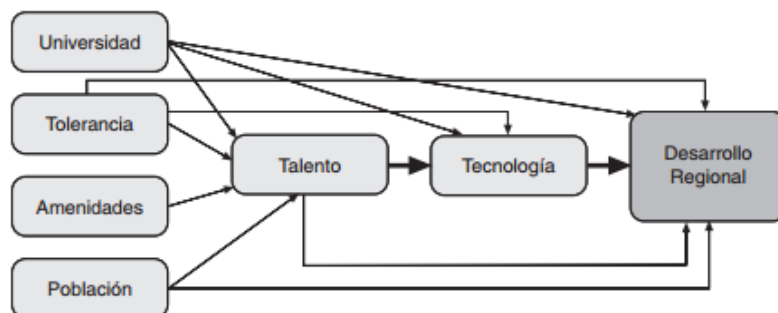 Universidad
Tolerancia
Talento
Tecnología
Desarrollo
Regional
Amenidades
Población